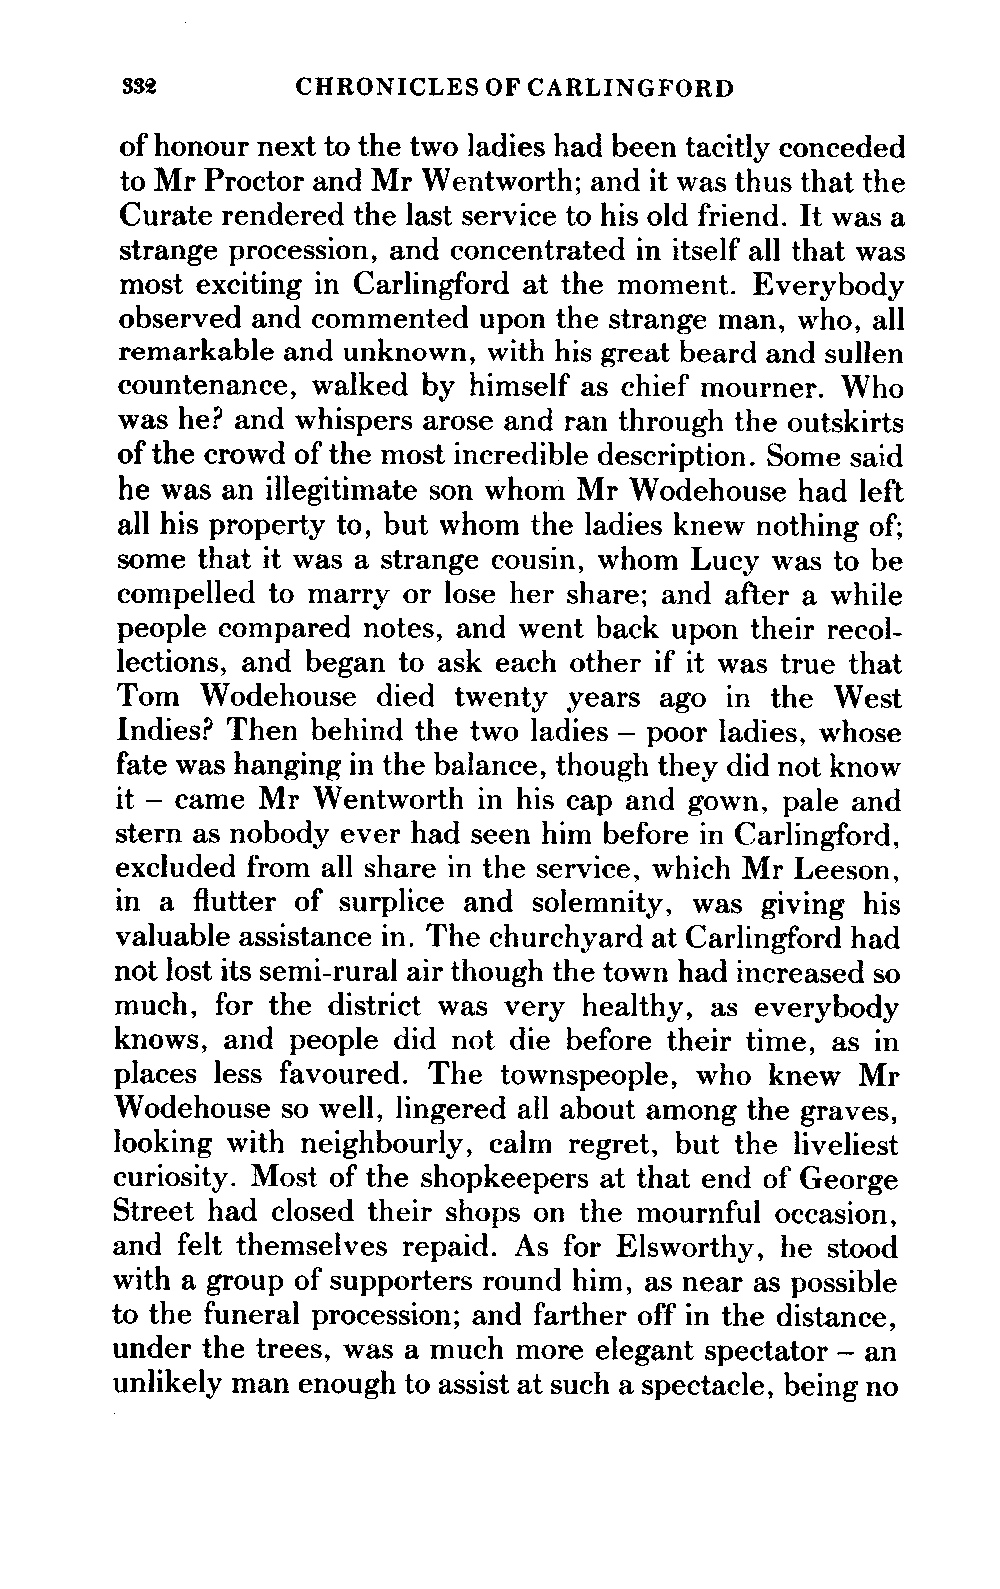 332 CHRONICLES OF CARLINGFORD
of honour next to the two ladies had been tacitly conceded
to Mr Proctor and Mr Wentworth; and it was thus that the
Curate rendered the last service to his old friend. It was a
strange procession, and concentrated in itself all that was
most exciting in Carlingford at the moment. Everybody
observed and commented upon the strange man, who, all
remarkable and unknown, with his great beard and sullen
countenance, walked by himself as chief mourner. Who
was he? and whispers arose and ran through the outskirts
of the crowd of the most incredible description. Some said
he was an illegitimate son whom Mr Wodehouse had left
all his property to, but whom the ladies knew nothing of;
some that it was a strange cousin, whom Lucy was to be
compelled to marry or lose her share; and after a while
people compared notes, and went back upon their recol-
lections, and began to ask each other if it was true that
Tom Wodehouse died twenty years ago in the West
Indies? Then behind the two ladies – poor ladies, whose
fate was hanging in the balance, though they did not know
it – came Mr Wentworth in his cap and gown, pale and
stern as nobody ever had seen him before in Carlingford,
excluded from all share in the service, which Mr Leeson,
in a flutter of surplice and solemnity, was giving his
valuable assistance in. The churchyard at Carlingford had
not lost its semi-rural air though the town had increased so
much, for the district was very healthy, as everybody
knows, and people did not die before their time, as in
places less favoured. The townspeople, who knew Mr
Wodehouse so well, lingered all about among the graves,
looking with neighbourly, calm regret, but the liveliest
curiosity. Most of the shopkeepers at that end of George
Street had closed their shops on the mournful occasion,
and felt themselves repaid. As for Elsworthy, he stood
with a group of supporters round him, as near as possible
to the funeral procession; and farther off in the distance,
under the trees, was a much more elegant spectator – an
unlikely man enough to assist at such a spectacle, being no